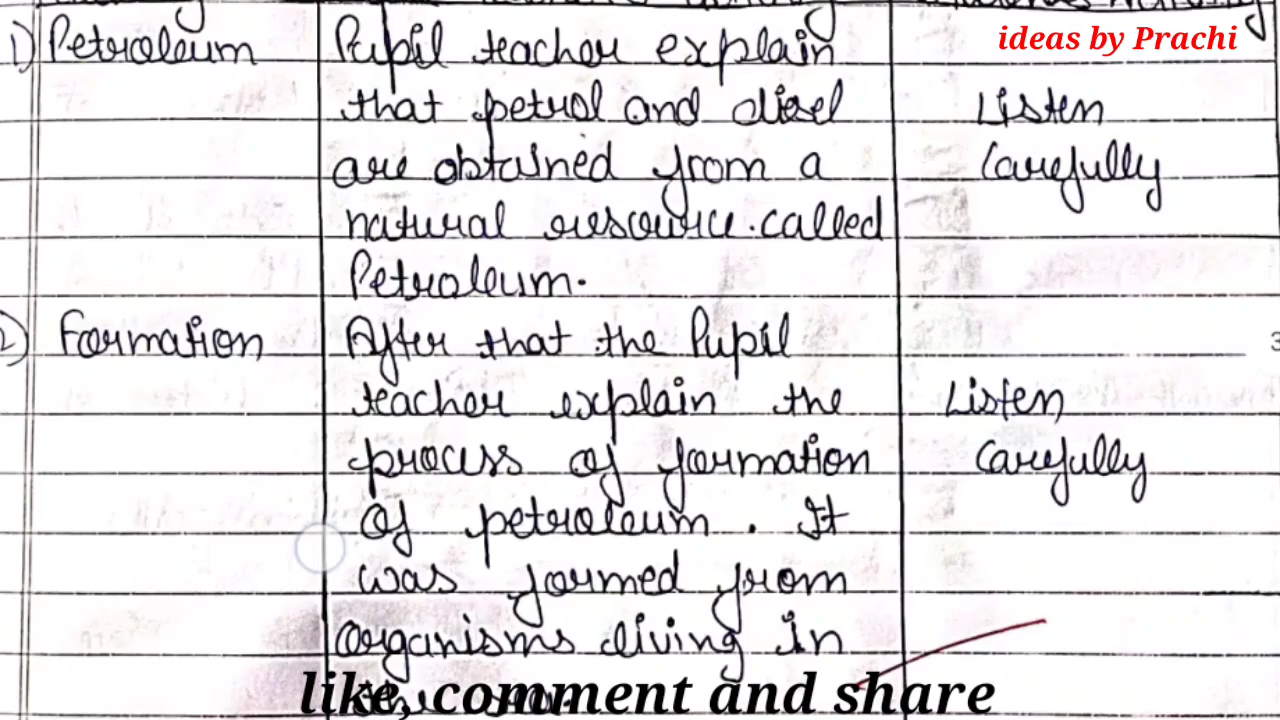 ideas by Prachi
1) Petroleum
Pupil teacher explain
that petrol and diesel
are obtained from a
natural resource. called
Petroleum.
Listen
Carefully
2) Formation
After that the Pupil
teacher explain the
process of formation
of petroleum. It
was formed from
organisms living in
Listen
Carefully
3
like, comment and share